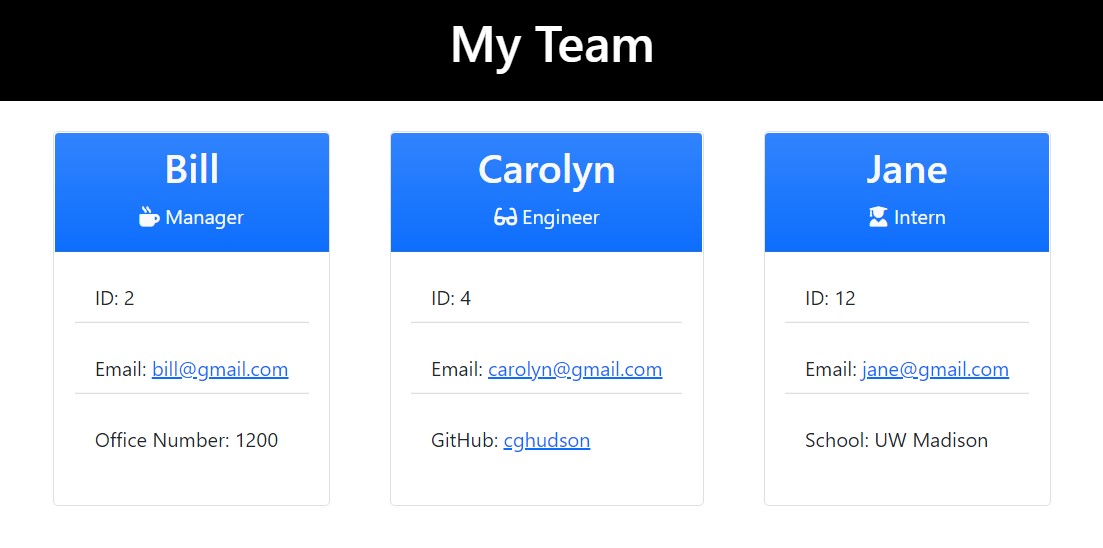 My Team
Bill
Manager
ID: 2
Email: bill@gmail.com
Office Number: 1200
Carolyn
Engineer
ID: 4
Email: carolyn@gmail.com
GitHub: cghudson
Jane
Intern
ID: 12
Email: jane@gmail.com
School: UW Madison